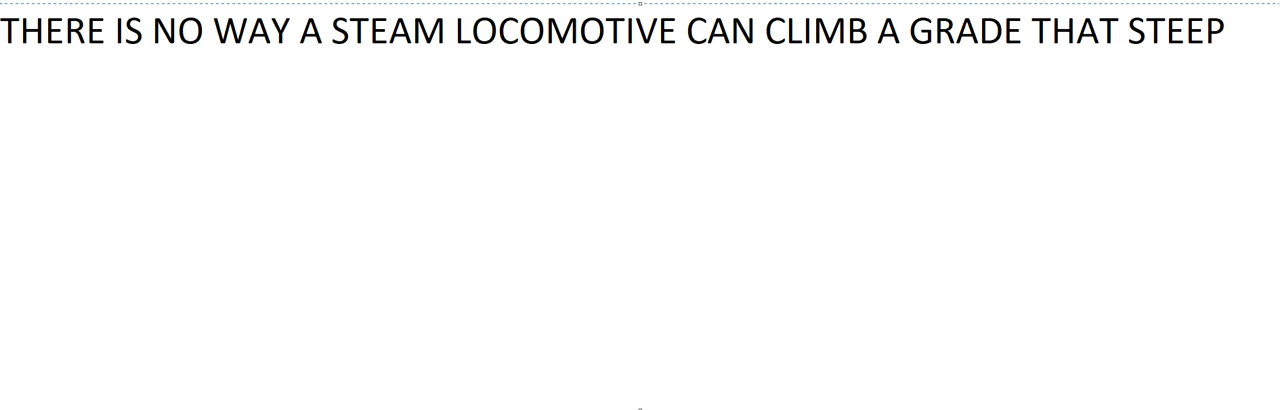 THERE IS NO WAY A STEAM LOCOMOTIVE CAN CLIMB A GRADE THAT STEEP